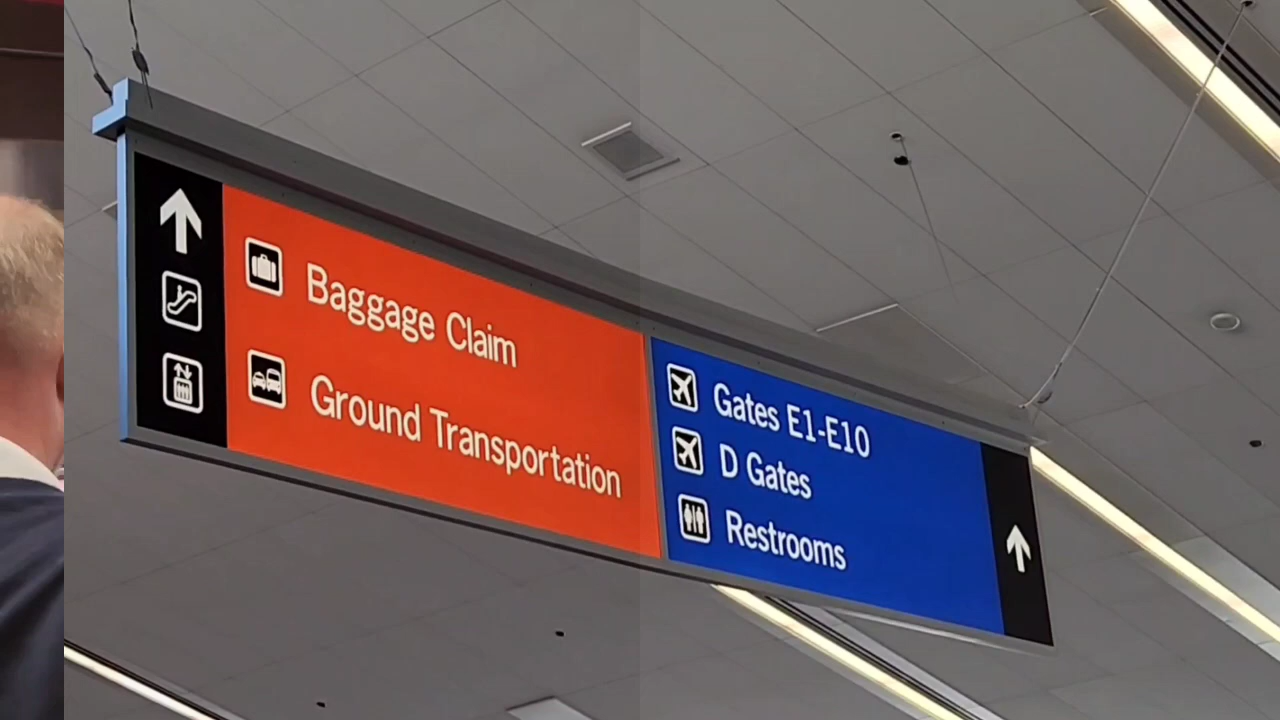 Baggage Claim
Ground Transportation
Gates E1-E10
D Gates
Restrooms